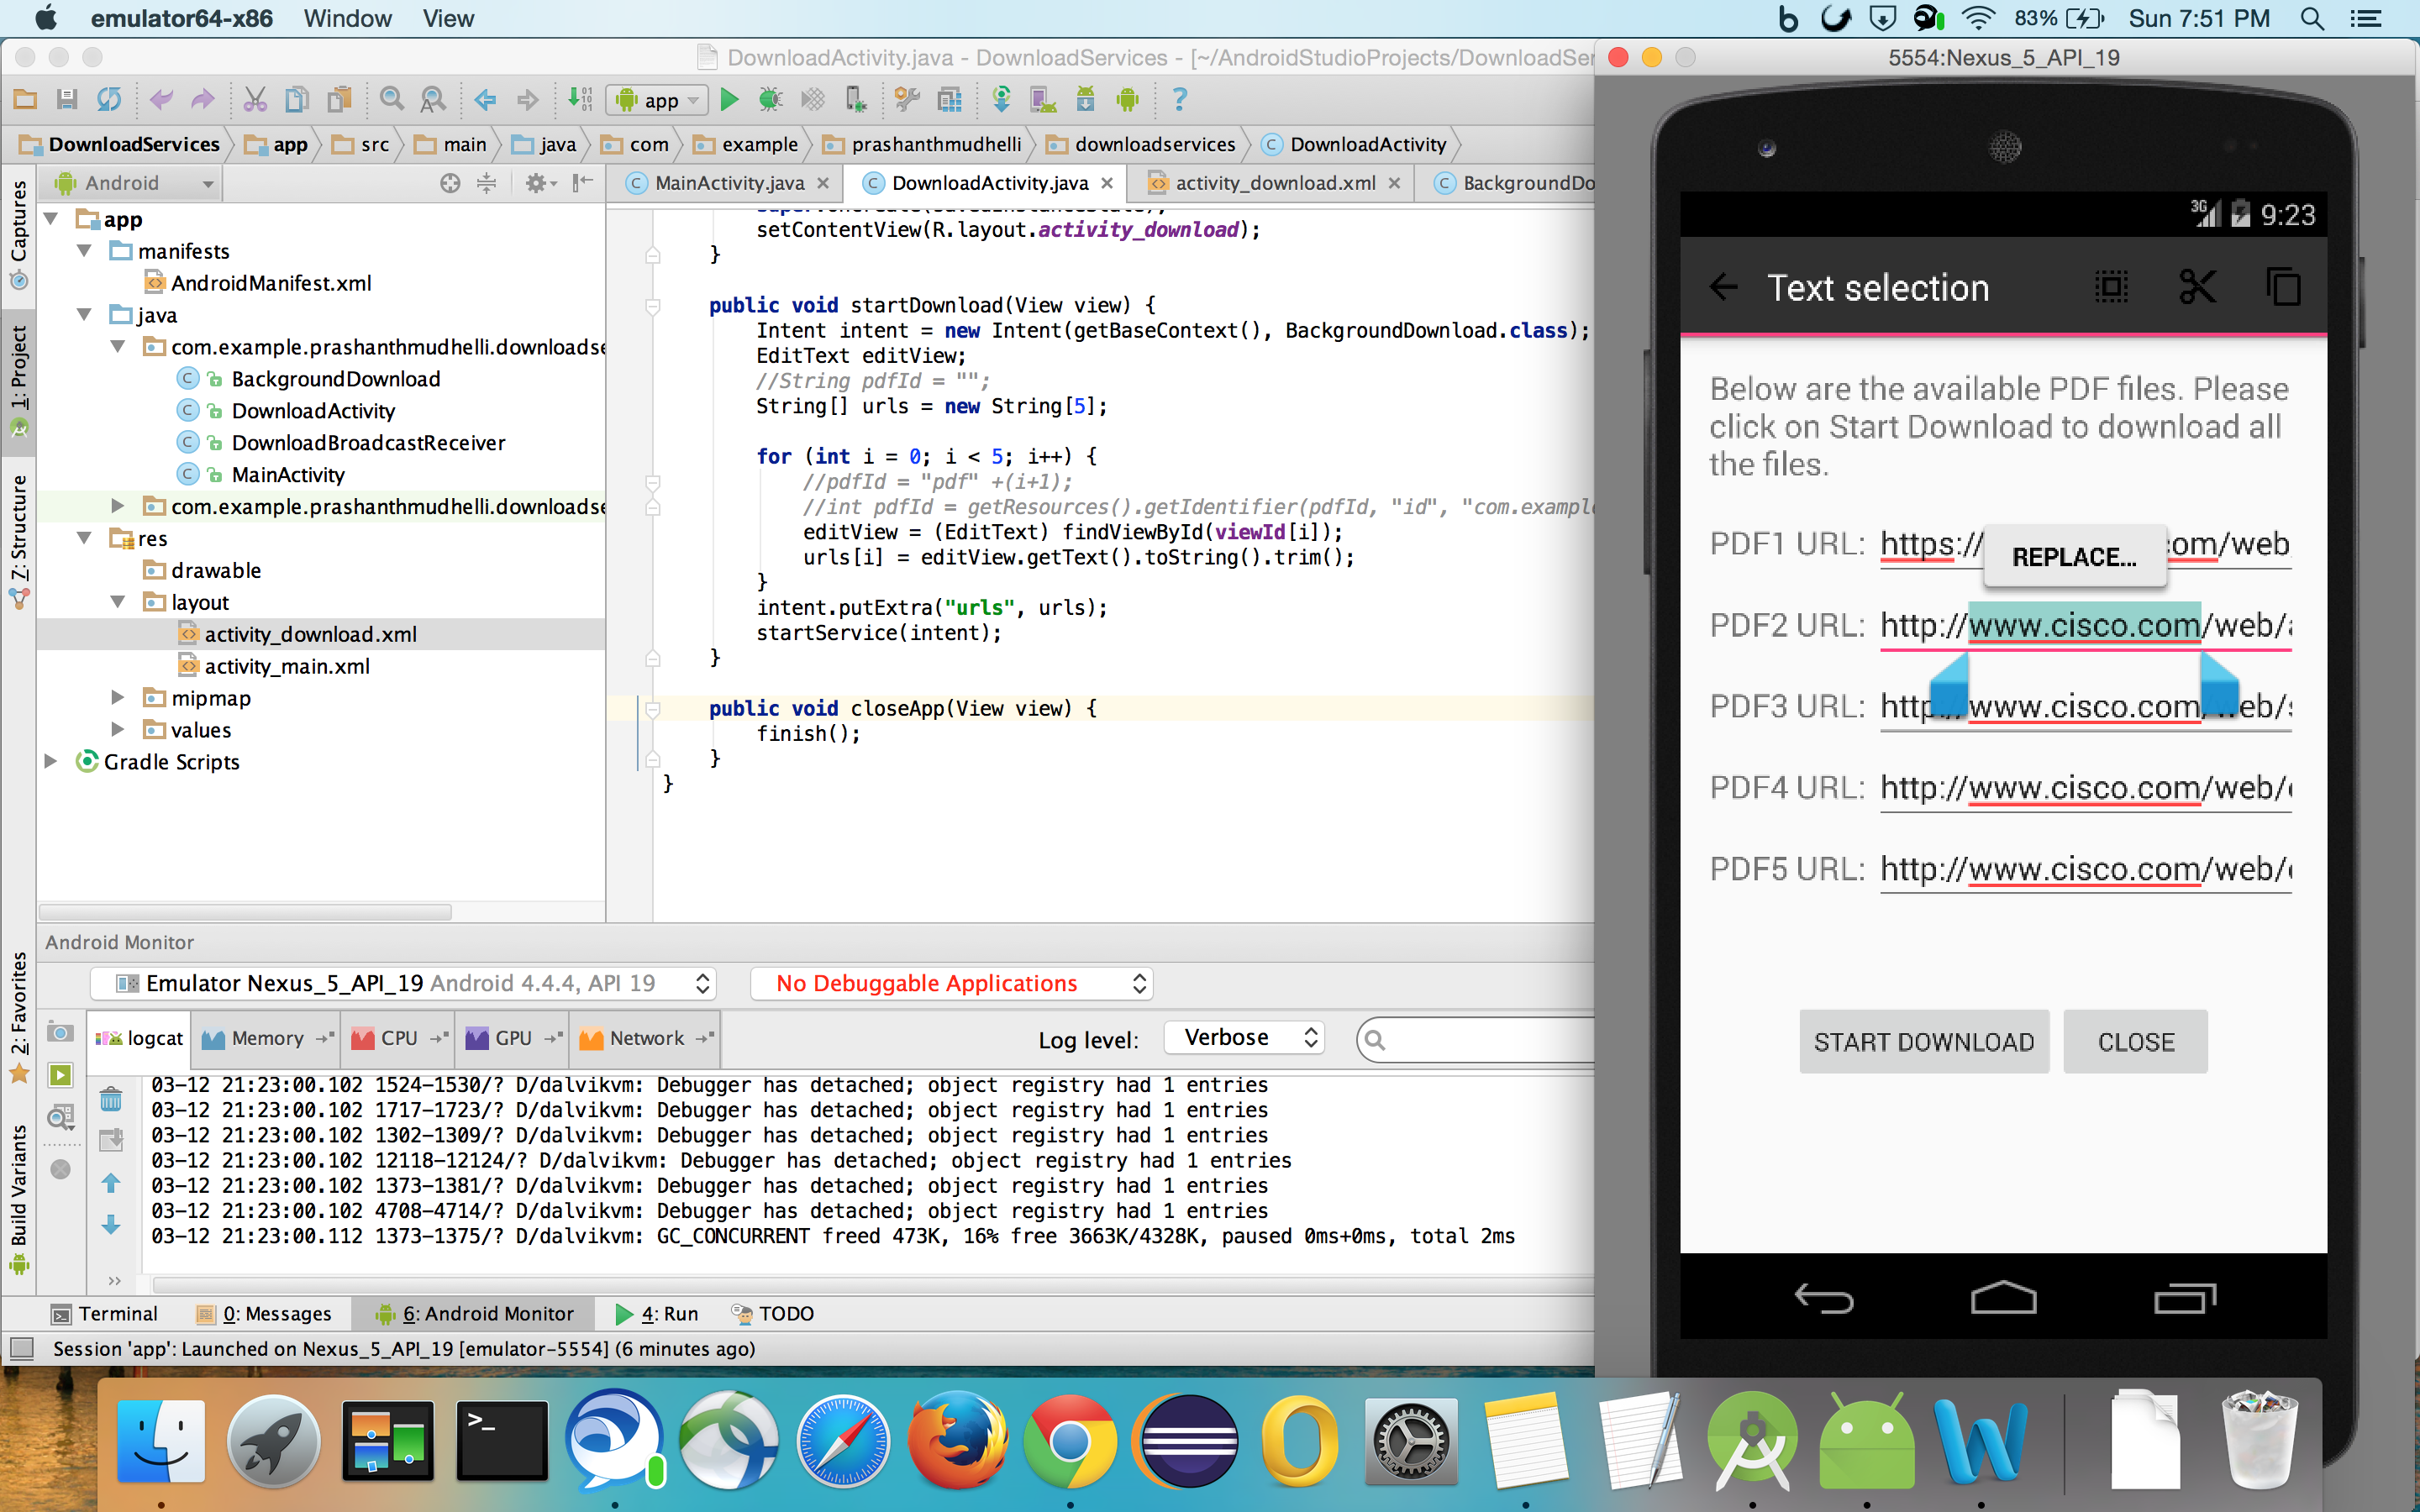 emulator64-x86 Window View
83% Sun 7:51 PM
DownloadActivity.java - DownloadServices - [~/AndroidStudioProjects/DownloadSer
app
DownloadServices app src main java com example prashanthmudhelli downloadservices DownloadActivity
Captures
1: Project
Z: Structure
2: Favorites
Build Variants
Android
app
manifests
AndroidManifest.xml
java
com.example.prashanthmudhelli.downloadse
BackgroundDownload
DownloadActivity
DownloadBroadcastReceiver
MainActivity
com.example.prashanthmudhelli.downloadse
res
drawable
layout
activity_download.xml
activity_main.xml
mipmap
values
Gradle Scripts
MainActivity.java DownloadActivity.java activity_download.xml BackgroundDo
setContentView(R.layout.activity_download);
}
public void startDownload(View view) {
Intent intent = new Intent(getBaseContext(), BackgroundDownload.class);
EditText editView;
//String pdfId = "";
String[] urls = new String[5];
for (int i = 0; i < 5; i++) {
//pdfId = "pdf" +(i+1);
//int pdfId = getResources().getIdentifier(pdfId, "id", "com.exampl
editView = (EditText) findViewById(viewId[i]);
urls[i] = editView.getText().toString().trim();
}
intent.putExtra("urls", urls);
startService(intent);
}
public void closeApp(View view) {
finish();
}
}
Android Monitor
Emulator Nexus_5_API_19 Android 4.4.4, API 19 No Debuggable Applications
logcat Memory CPU GPU Network Log level: Verbose
03-12 21:23:00.102 1524-1530/? D/dalvikvm: Debugger has detached; object registry had 1 entries
03-12 21:23:00.102 1717-1723/? D/dalvikvm: Debugger has detached; object registry had 1 entries
03-12 21:23:00.102 1302-1309/? D/dalvikvm: Debugger has detached; object registry had 1 entries
03-12 21:23:00.102 12118-12124/? D/dalvikvm: Debugger has detached; object registry had 1 entries
03-12 21:23:00.102 1373-1381/? D/dalvikvm: Debugger has detached; object registry had 1 entries
03-12 21:23:00.102 4708-4714/? D/dalvikvm: Debugger has detached; object registry had 1 entries
03-12 21:23:00.112 1373-1375/? D/dalvikvm: GC_CONCURRENT freed 473K, 16% free 3663K/4328K, paused 0ms+0ms, total 2ms
Terminal 0: Messages 6: Android Monitor 4: Run TODO
Session 'app': Launched on Nexus_5_API_19 [emulator-5554] (6 minutes ago)
5554:Nexus_5_API_19
3G 9:23
Text selection
Below are the available PDF files. Please
click on Start Download to download all
the files.
PDF1 URL: https:// REPLACE... com/web
PDF2 URL: http://www.cisco.com/web/a
PDF3 URL: http www.cisco.com/web/s
PDF4 URL: http://www.cisco.com/web/
PDF5 URL: http://www.cisco.com/web/
START DOWNLOAD CLOSE